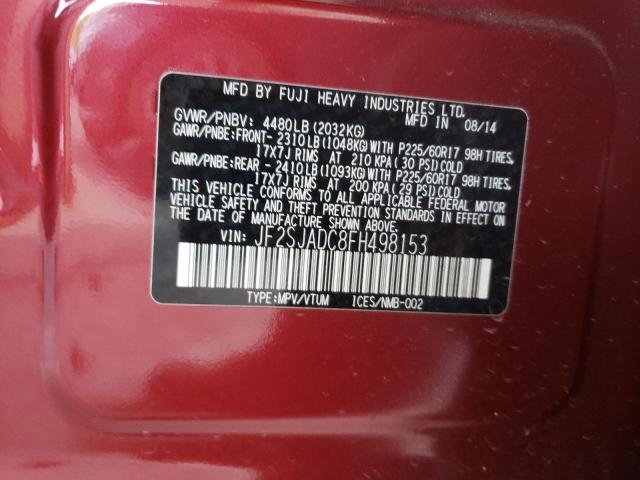 MFD BY FUJI HEAVY INDUSTRIES LTD.
GVWR/PNBV: 4480LB(2032KG) MFD IN 08/14
GAWR/PNBE:FRONT- 2310LB(1048KG)WITH P225/60R17 98H TIRES
17X7J RIMS AT 210 KPA(30 PSI)COLD
GAWR/PNBE:REAR - 2410LB(1093KG)WITH P225/60R17 98H TIRES
17X7J RIMS AT 200 KPA(29 PSI)COLD
THIS VEHICLE CONFORMS TO ALL APPLICABLE FEDERAL MOTOR
VEHICLE SAFETY AND THEFT PREVENTION STANDARDS IN EFFECT ON
THE DATE OF MANUFACTURE SHOWN ABOVE.
VIN: JF2SJADC8FH498153
TYPE:MPV/VTUM ICES/NMB-002